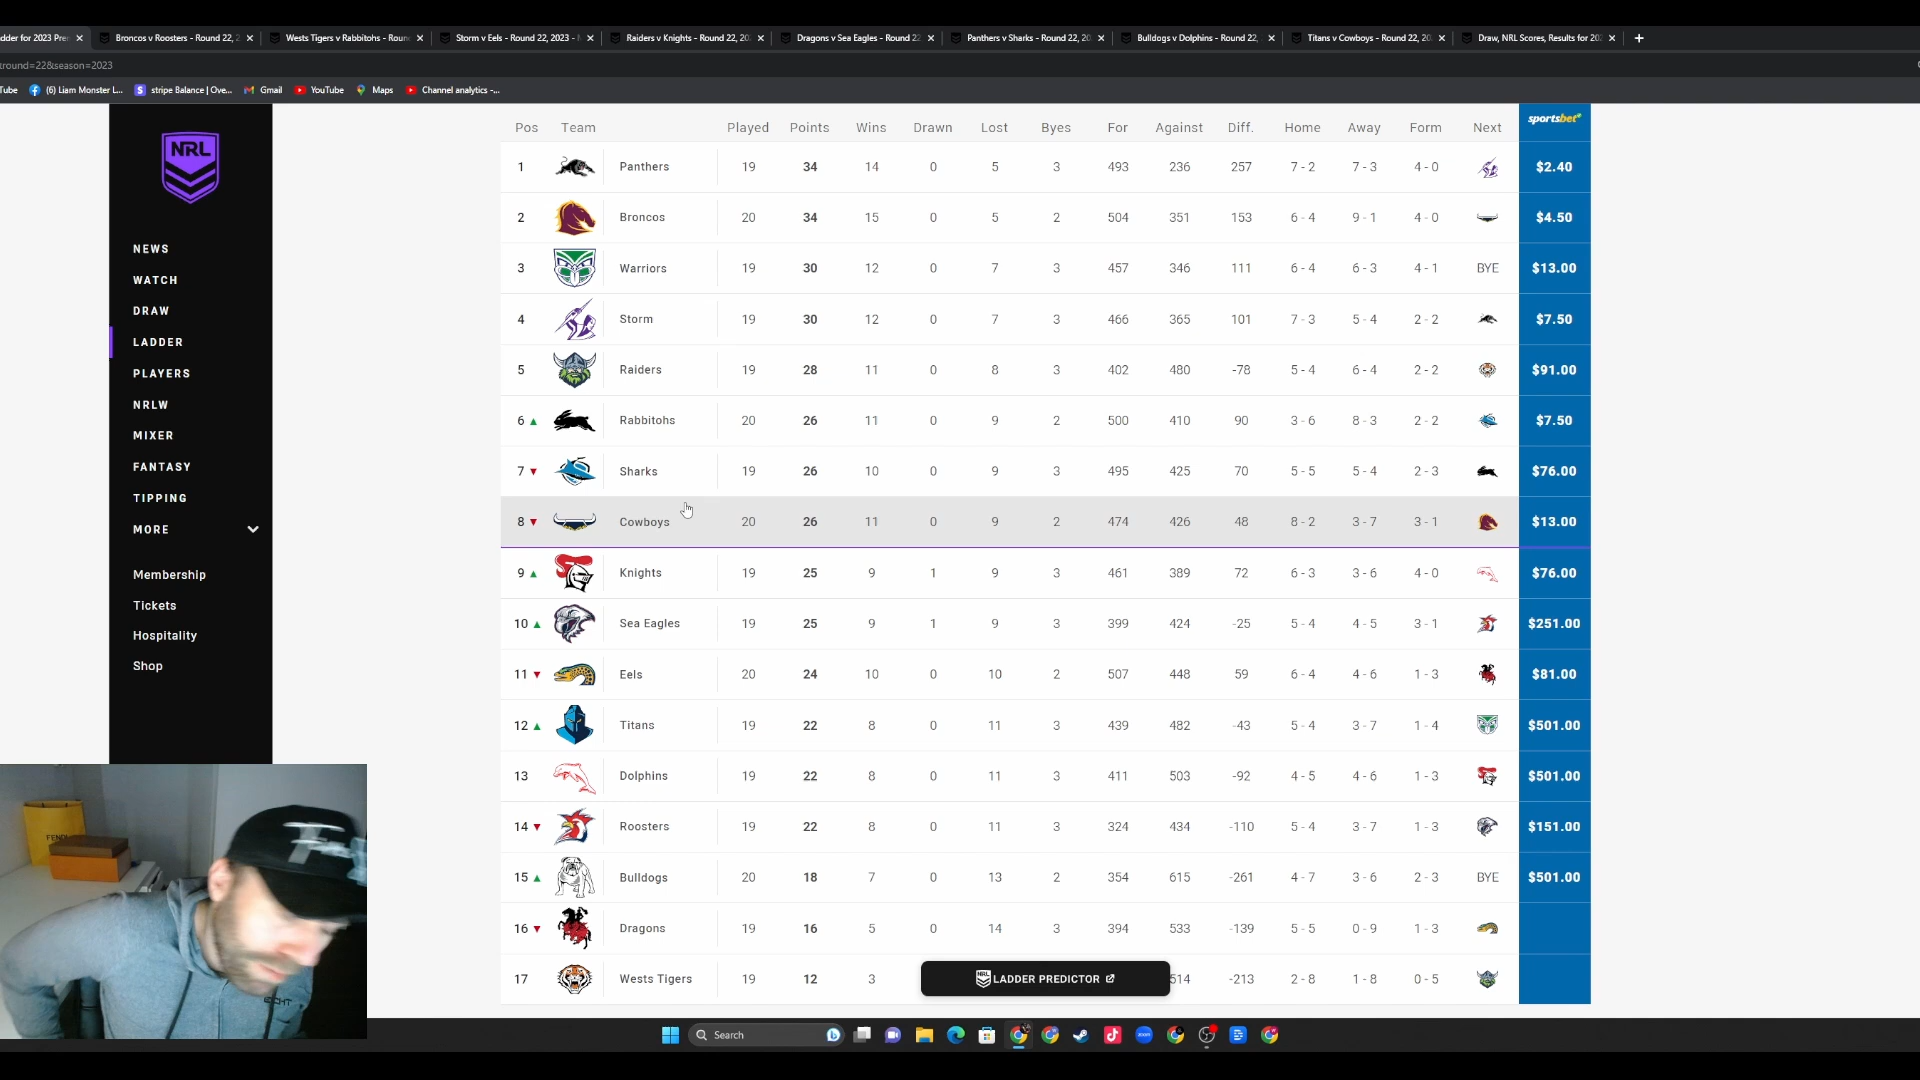 adder for 2023 Pre
Broncos v Roosters - Round 22, 2
Wests Tigers v Rabbitohs - Roun
Storm v Eels - Round 22, 2023 - N
Raiders v Knights - Round 22, 20
Dragons v Sea Eagles - Round 22
Panthers v Sharks - Round 22, 20
Bulldogs v Dolphins - Round 22,
Titans v Cowboys - Round 22, 20
Draw, NRL Scores, Results for 20
tround=22&season=2023
Tube
(6) Liam Monster L...
stripe Balance | Ove...
Gmail
YouTube
Maps
Channel analytics -...
NRL
NEWS
WATCH
DRAW
LADDER
PLAYERS
NRLW
MIXER
FANTASY
TIPPING
MORE
Membership
Tickets
Hospitality
Shop
Pos Team Played Points Wins Drawn Lost Byes For Against Diff. Home Away Form Next sportsbet
1 Panthers 19 34 14 0 5 3 493 236 257 7 - 2 7 - 3 4 - 0 $2.40
2 Broncos 20 34 15 0 5 2 504 351 153 6 - 4 9 - 1 4 - 0 $4.50
3 Warriors 19 30 12 0 7 3 457 346 111 6 - 4 6 - 3 4 - 1 BYE $13.00
4 Storm 19 30 12 0 7 3 466 365 101 7 - 3 5 - 4 2 - 2 $7.50
5 Raiders 19 28 11 0 8 3 402 480 -78 5 - 4 6 - 4 2 - 2 $91.00
6 Rabbitohs 20 26 11 0 9 2 500 410 90 3 - 6 8 - 3 2 - 2 $7.50
7 Sharks 19 26 10 0 9 3 495 425 70 5 - 5 5 - 4 2 - 3 $76.00
8 Cowboys 20 26 11 0 9 2 474 426 48 8 - 2 3 - 7 3 - 1 $13.00
9 Knights 19 25 9 1 9 3 461 389 72 6 - 3 3 - 6 4 - 0 $76.00
10 Sea Eagles 19 25 9 1 9 3 399 424 -25 5 - 4 4 - 5 3 - 1 $251.00
11 Eels 20 24 10 0 10 2 507 448 59 6 - 4 4 - 6 1 - 3 $81.00
12 Titans 19 22 8 0 11 3 439 482 -43 5 - 4 3 - 7 1 - 4 $501.00
13 Dolphins 19 22 8 0 11 3 411 503 -92 4 - 5 4 - 6 1 - 3 $501.00
14 Roosters 19 22 8 0 11 3 324 434 -110 5 - 4 3 - 7 1 - 3 $151.00
15 Bulldogs 20 18 7 0 13 2 354 615 -261 4 - 7 3 - 6 2 - 3 BYE $501.00
16 Dragons 19 16 5 0 14 3 394 533 -139 5 - 5 0 - 9 1 - 3
17 Wests Tigers 19 12 3 514 -213 2 - 8 1 - 8 0 - 5
NRL LADDER PREDICTOR
FENDI
Search